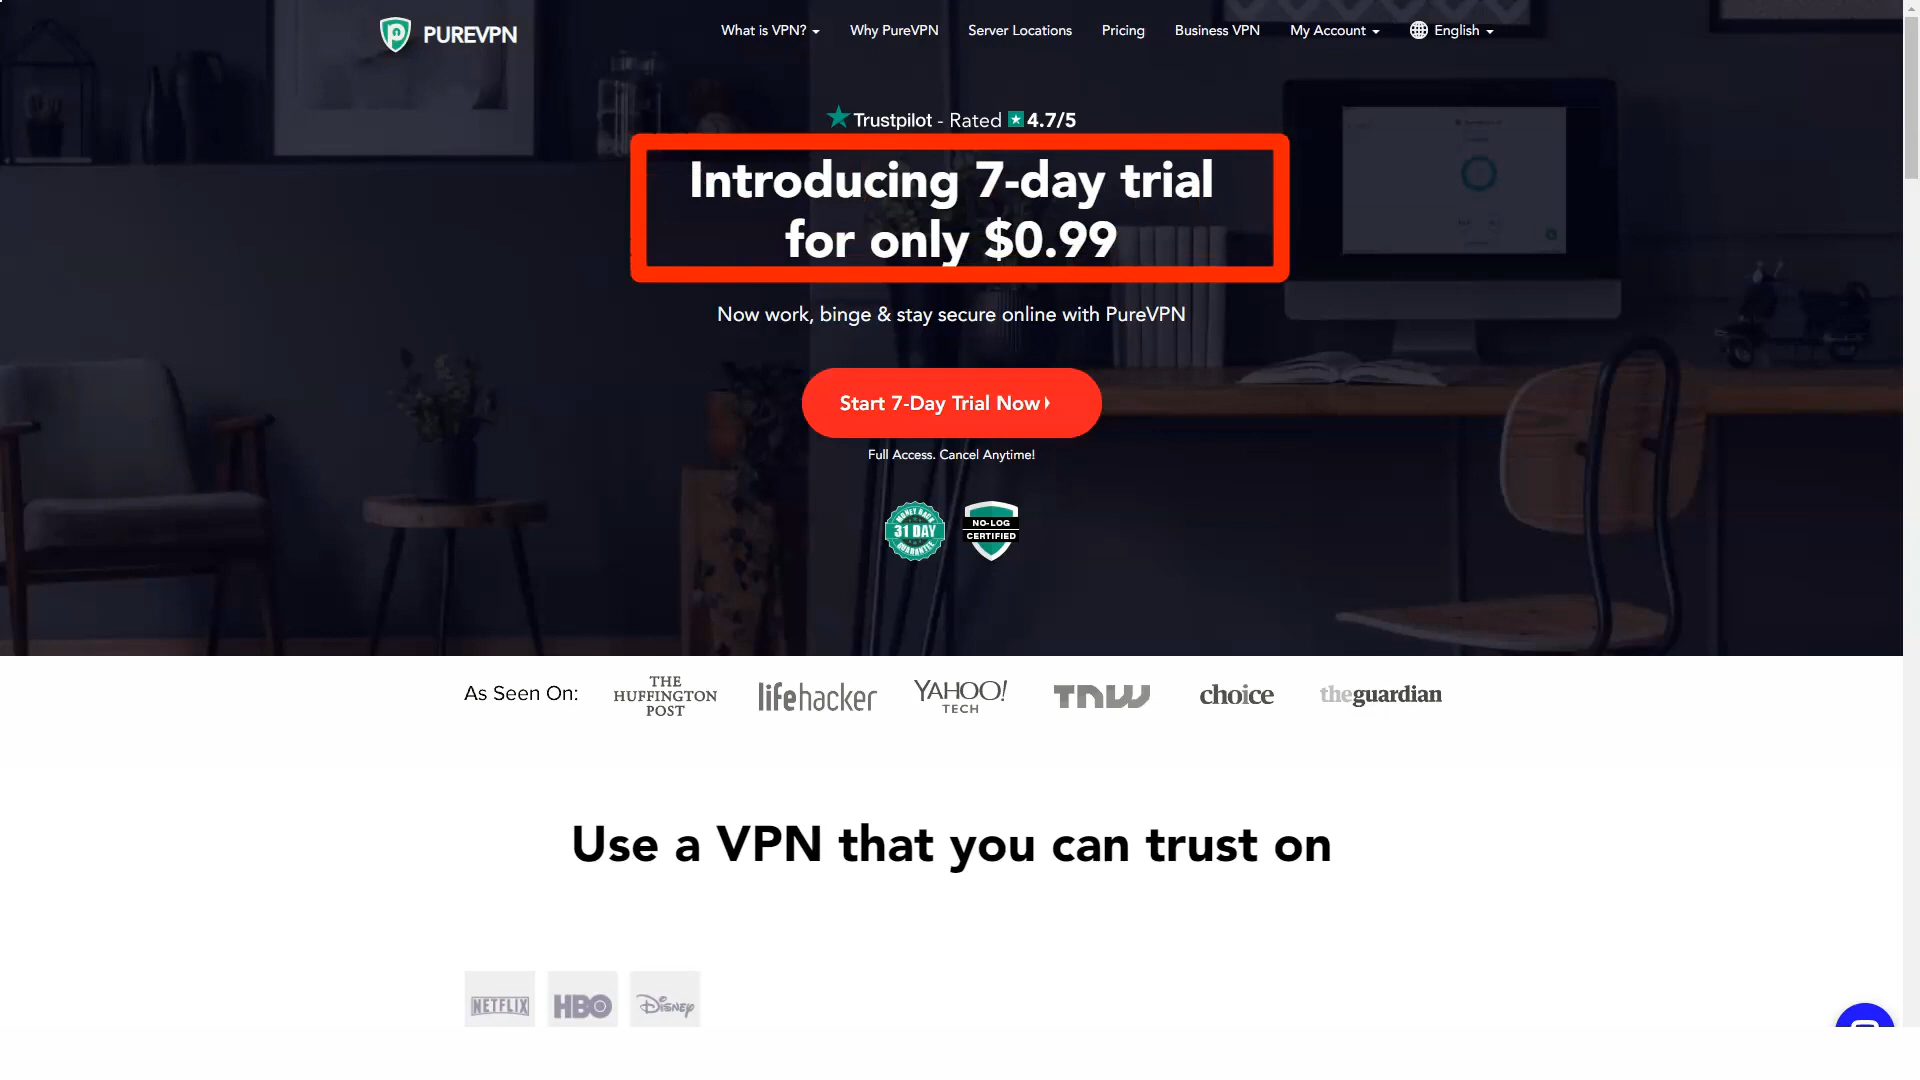 PUREVPN
What is VPN?
Why PureVPN
Server Locations
Pricing
Business VPN
My Account
English
Trustpilot - Rated 4.7/5
Introducing 7-day trial
for only $0.99
Now work, binge & stay secure online with PureVPN
Start 7-Day Trial Now
Full Access. Cancel Anytime!
MONEY BACK
31 DAY
GUARANTEE
NO-LOG
CERTIFIED
As Seen On:
THE
HUFFINGTON
POST
lifehacker
YAHOO!
TECH
TNW
choice
theguardian
Use a VPN that you can trust on
NETFLIX
HBO
Disney